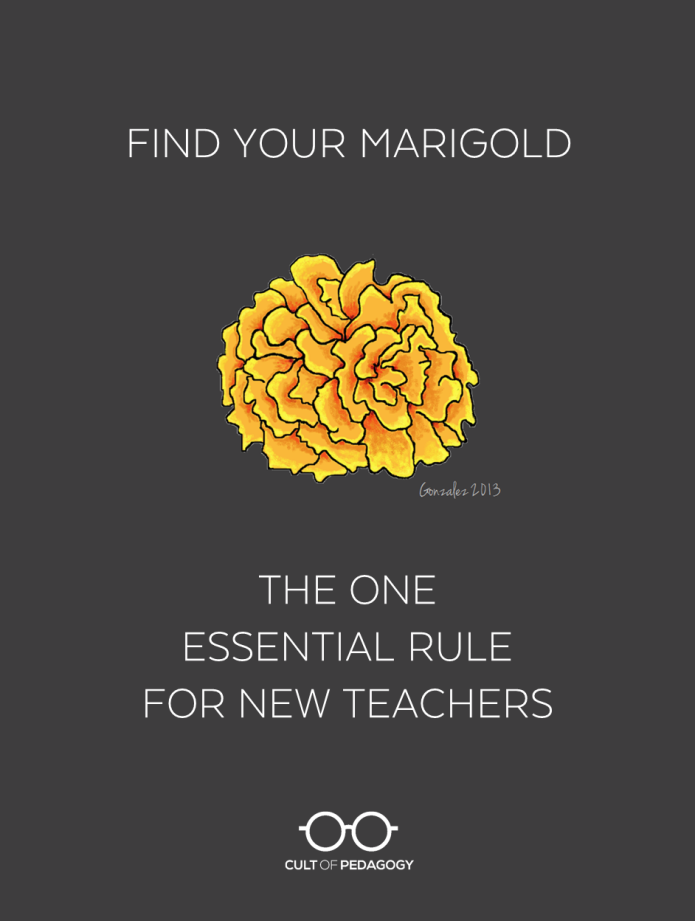 FIND YOUR MARIGOLD
Gonzalez 2013
THE ONE
ESSENTIAL RULE
FOR NEW TEACHERS
CULT OF PEDAGOGY